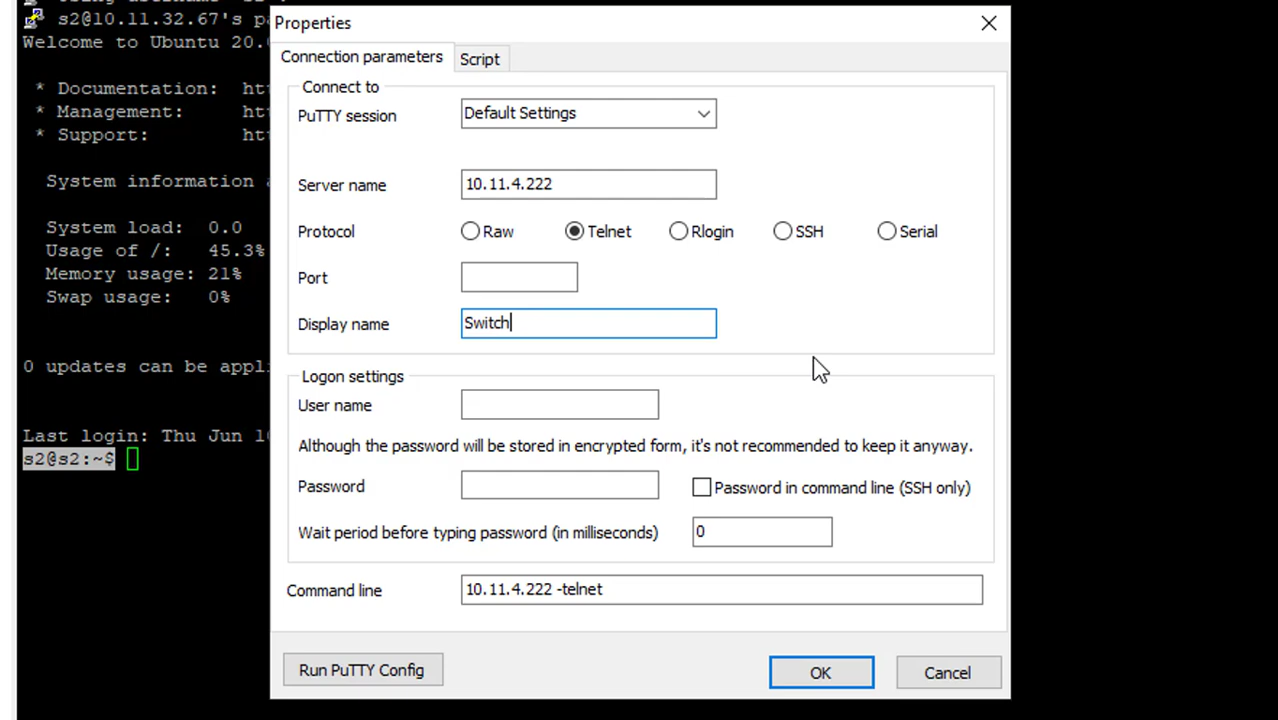 s2@10.11.32.67's p
Welcome to Ubuntu 20.
* Documentation: ht
* Management: ht
* Support: ht
System information
System load: 0.0
Usage of /: 45.3%
Memory usage: 21%
Swap usage: 0%
0 updates can be appli
Last login: Thu Jun 1
s2@s2:~$
Properties
Connection parameters Script
Connect to
PuTTY session Default Settings
Server name 10.11.4.222
Protocol Raw Telnet Rlogin SSH Serial
Port
Display name Switch
Logon settings
User name
Although the password will be stored in encrypted form, it's not recommended to keep it anyway.
Password Password in command line (SSH only)
Wait period before typing password (in milliseconds) 0
Command line 10.11.4.222 -telnet
Run PuTTY Config OK Cancel